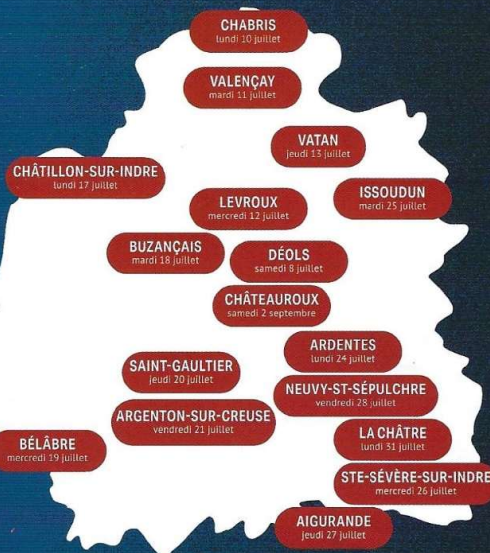 CHABRIS
lundi 10 juillet
VALENÇAY
mardi 11 juillet
VATAN
jeudi 13 juillet
CHÂTILLON-SUR-INDRE
lundi 17 juillet
ISSOUDUN
mardi 25 juillet
LEVROUX
mercredi 12 juillet
BUZANÇAIS
mardi 18 juillet
DÉOLS
samedi 8 juillet
CHÂTEAUROUX
samedi 2 septembre
ARDENTES
lundi 24 juillet
SAINT-GAULTIER
jeudi 20 juillet
NEUVY-ST-SÉPULCHRE
vendredi 28 juillet
ARGENTON-SUR-CREUSE
vendredi 21 juillet
LA CHÂTRE
lundi 31 juillet
BÉLÂBRE
mercredi 19 juillet
STE-SÉVÈRE-SUR-INDRE
mercredi 26 juillet
AIGURANDE
jeudi 27 juillet